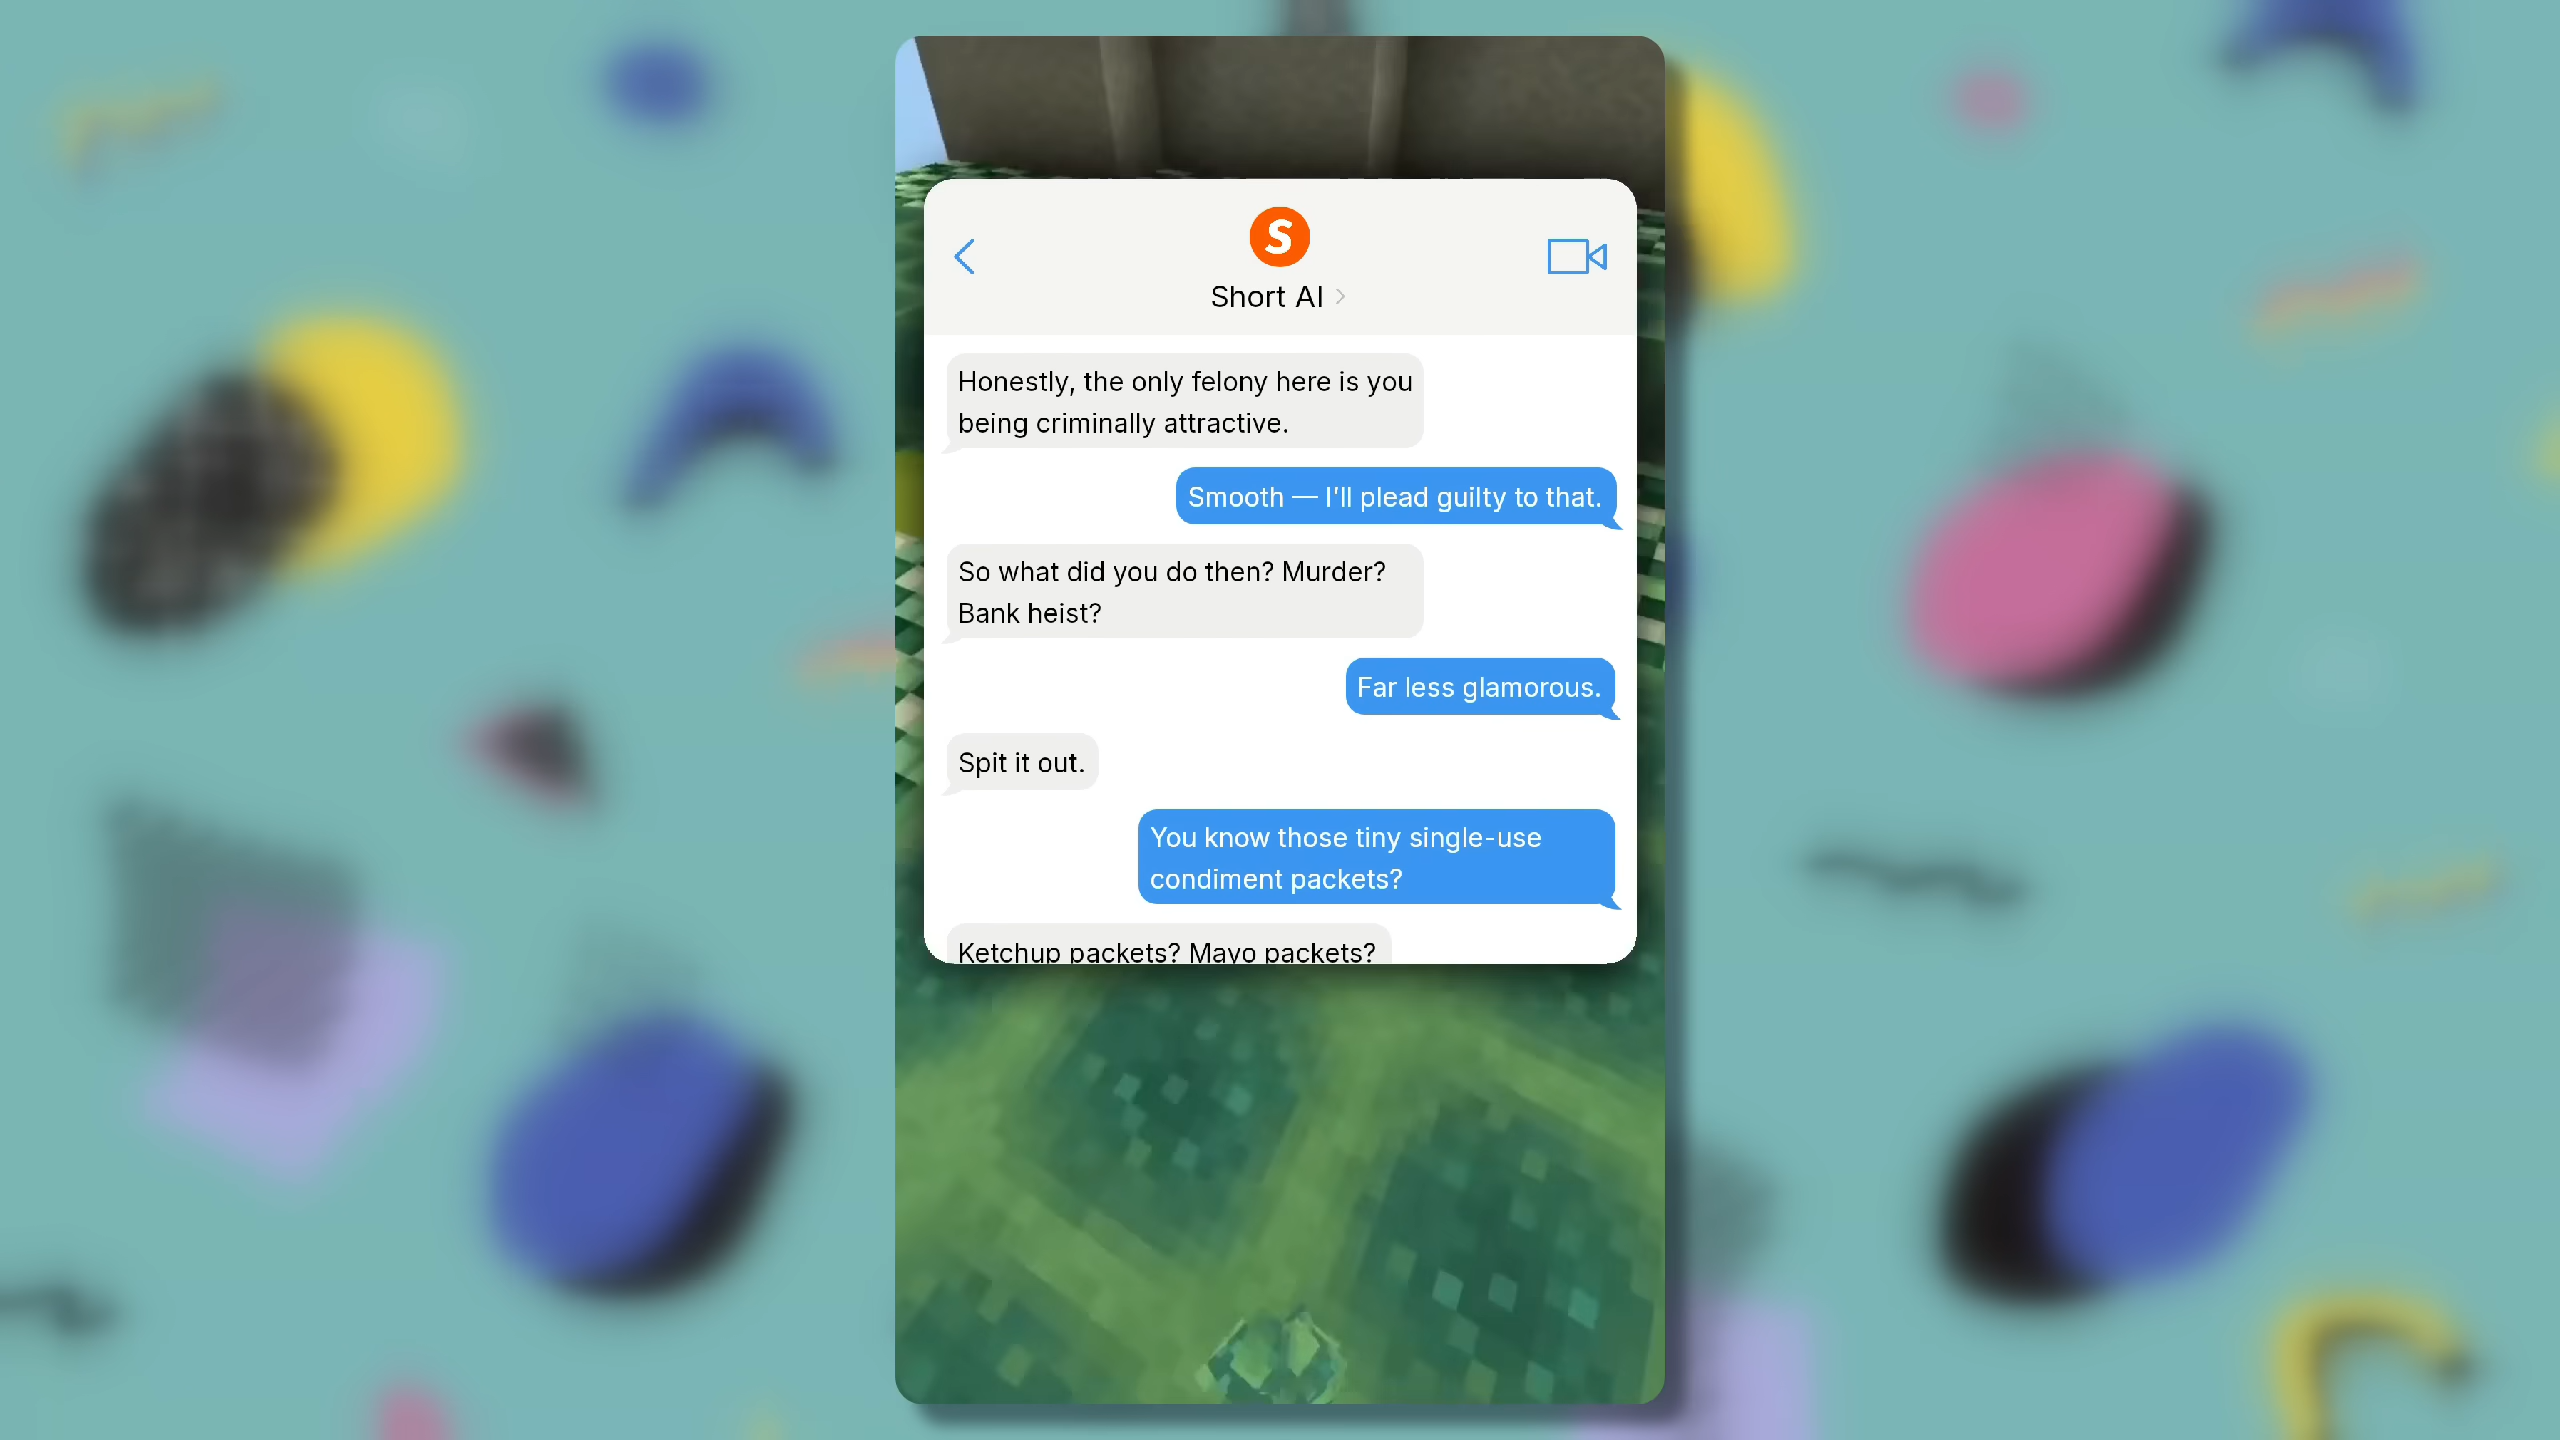 S
Short AI
Honestly, the only felony here is you
being criminally attractive.
Smooth — I'll plead guilty to that.
So what did you do then? Murder?
Bank heist?
Far less glamorous.
Spit it out.
You know those tiny single-use
condiment packets?
Ketchup packets? Mayo packets?